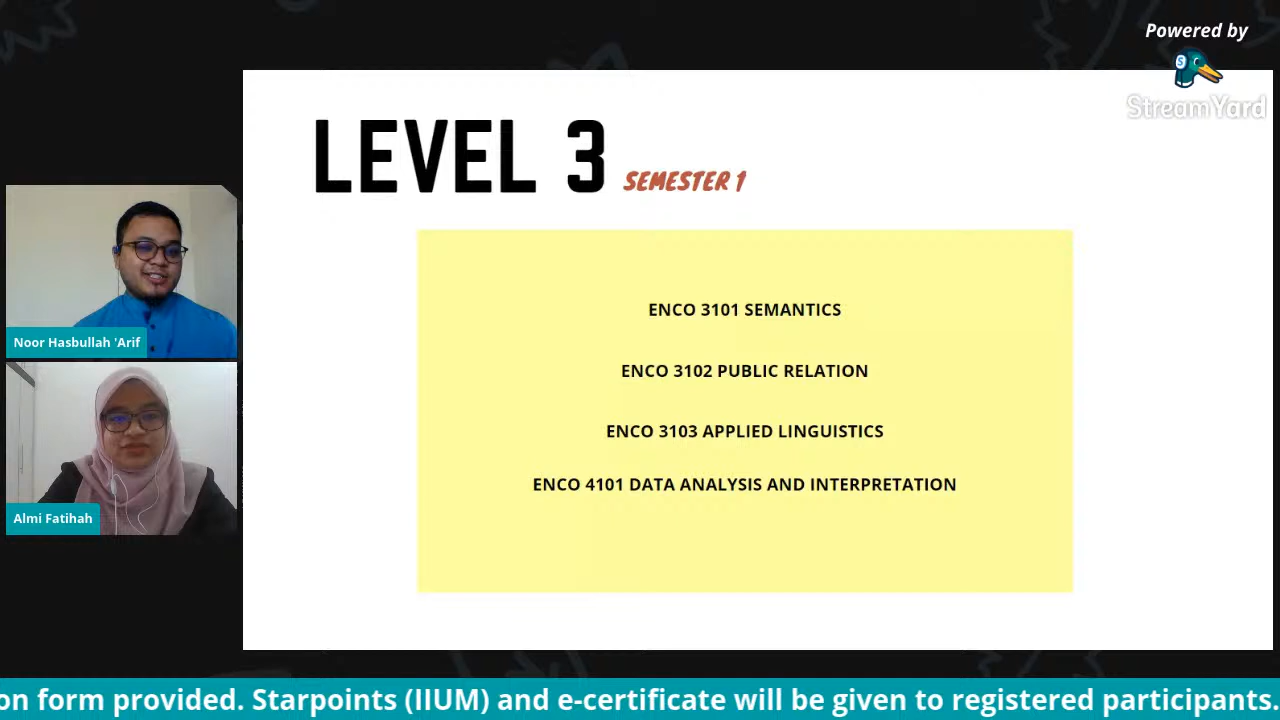 Powered by
StreamYard
LEVEL 3 SEMESTER 1
ENCO 3101 SEMANTICS
ENCO 3102 PUBLIC RELATION
ENCO 3103 APPLIED LINGUISTICS
ENCO 4101 DATA ANALYSIS AND INTERPRETATION
Noor Hasbullah 'Arif
Almi Fatihah
on form provided. Starpoints (IIUM) and e-certificate will be given to registered participants.